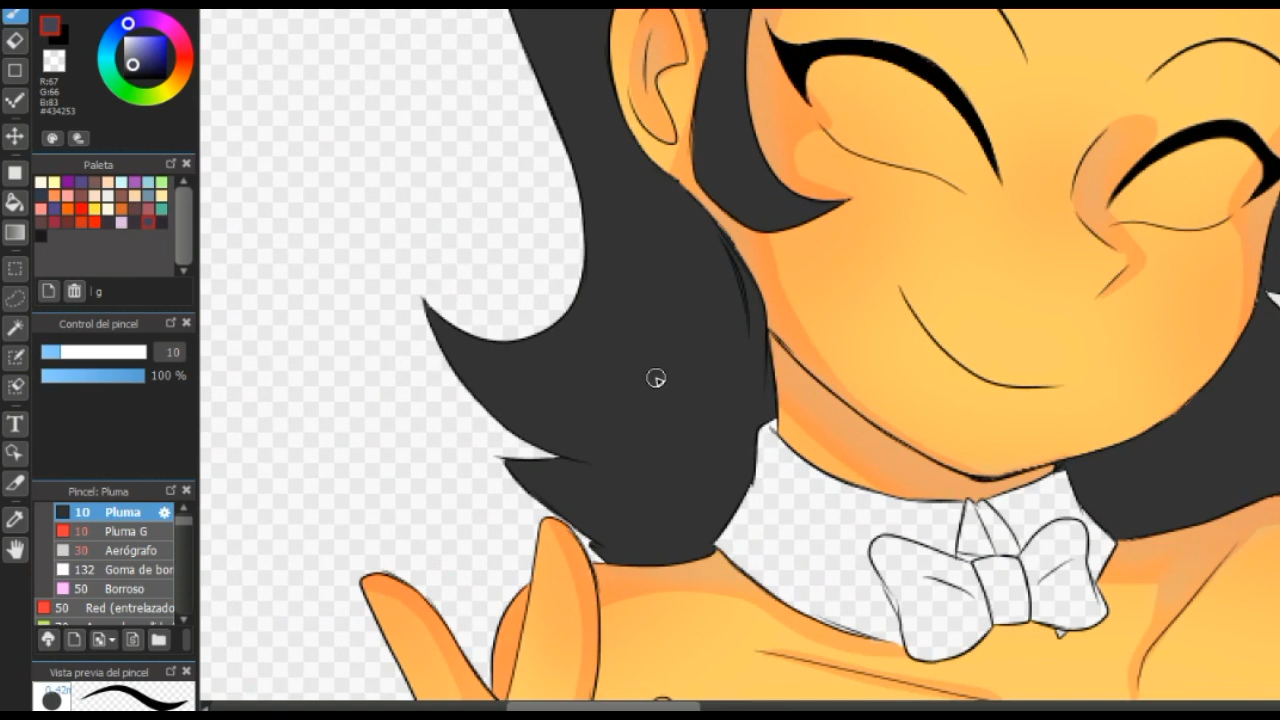 R:67
G:66
B:83
#434253
Paleta
g
Control del pincel
10
100 %
Pincel: Pluma
10 Pluma
10 Pluma G
30 Aerógrafo
132 Goma de bor
50 Borroso
50 Red (entrelazado
Vista previa del pincel